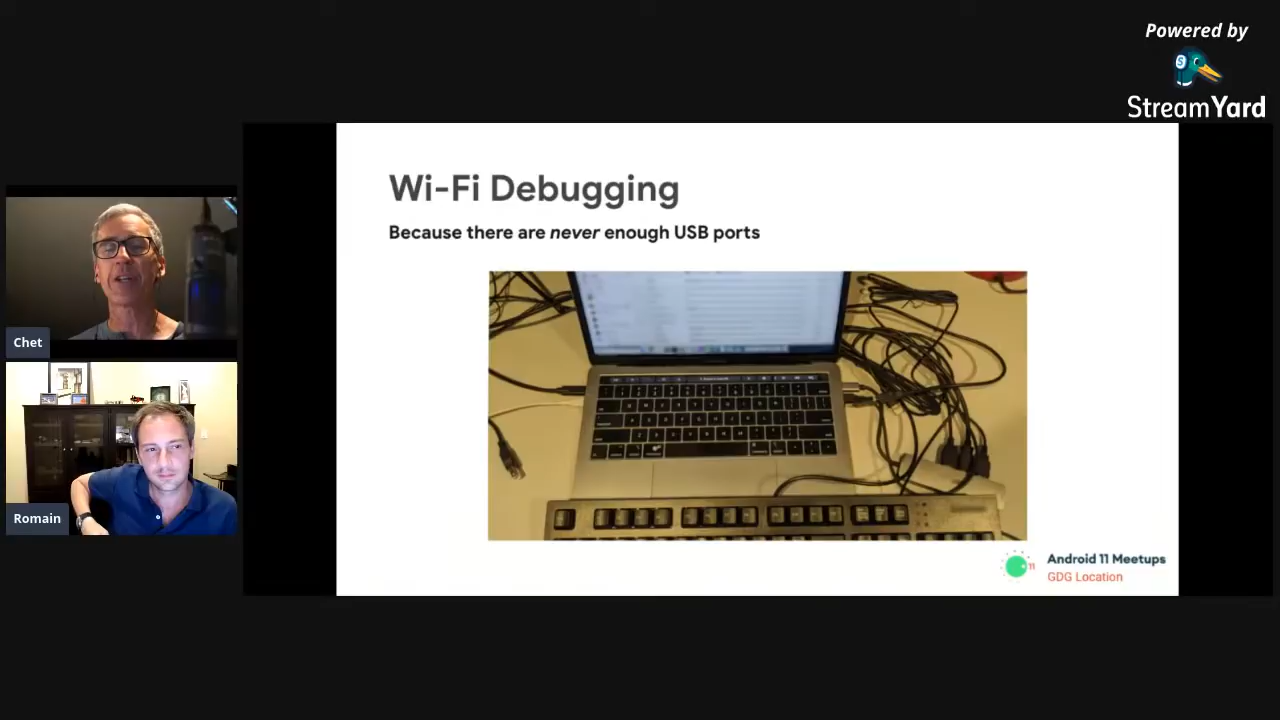 Powered by
StreamYard
Wi-Fi Debugging
Because there are never enough USB ports
Chet
Romain
11
Android 11 Meetups
GDG Location